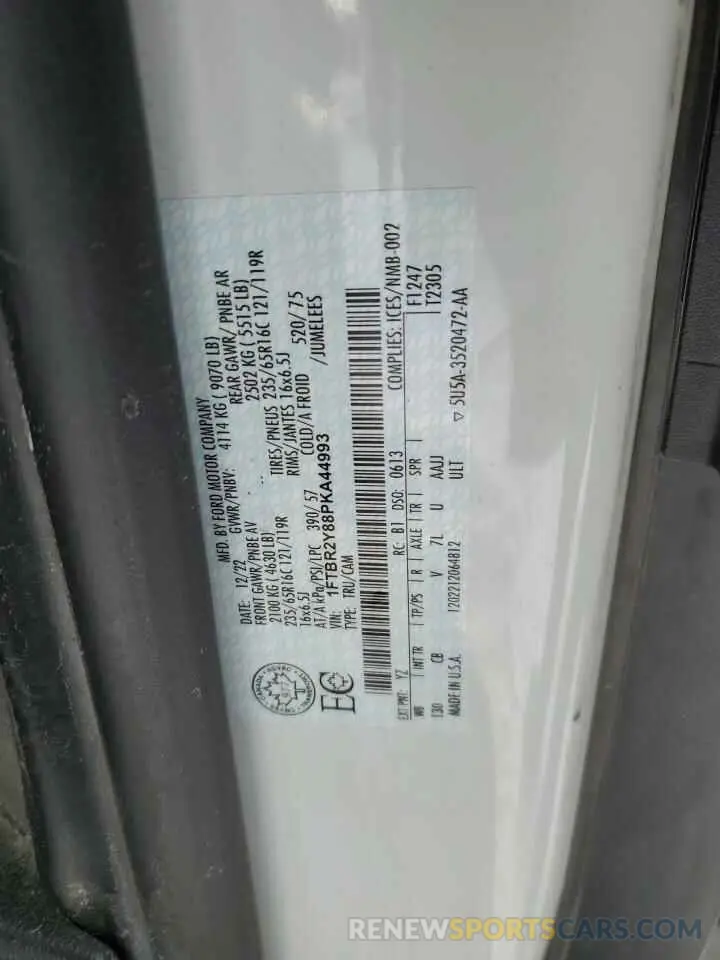 MFD. BY FORD MOTOR COMPANY
DATE: 12/22 GVWR/PNBV: 4114 KG ( 9070 LB)
FRONT GAWR/PNBE AV REAR GAWR/ PNBE AR
2100 KG ( 4630 LB) 2502 KG ( 5515 LB)
235/65R16C 121/119R TIRES/PNEUS 235/65R16C 121/119R
16x6.5J RIMS/JANTES 16x6.5J
AT/A kPa/PSI/LPC 390/57 COLD/A FROID 520/75
VIN: 1FTBR2Y88PKA44993 /JUMELEES
TYPE: TRU/CAM
EC
EXT PNT: YZ RC: B1 DSO: 0613 COMPLIES: ICES/NMB-002
WB INT TR TP/PS R AXLE TR SPR F1247
130 CB V 7L U AAU T2305
MADE IN U.S.A. 1202212064812 ULT ▽ 5U5A-3520472-AA
RENEWSPORTSCARS.COM